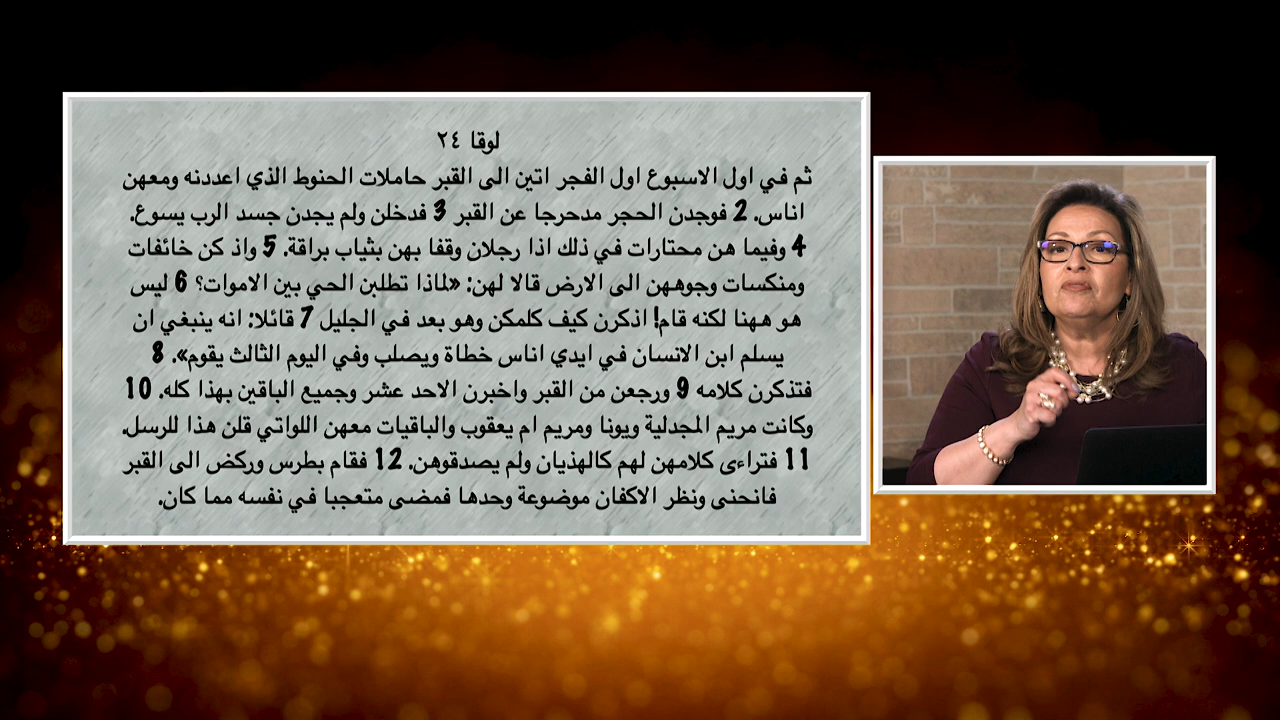 لوقا ٢٤
ثم في اول الاسبوع اول الفجر اتين الى القبر حاملات الحنوط الذي اعددنه ومعهن
اناس. 2 فوجدن الحجر مدحرجا عن القبر 3 فدخلن ولم يجدن جسد الرب يسوع.
4 وفيما هن محتارات في ذلك اذا رجلان وقفا بهن بثياب براقة. 5 واذ كن خائفات
ومنكسات وجوههن الى الارض قالا لهن: «لماذا تطلبن الحي بين الاموات؟ 6 ليس
هو ههنا لكنه قام! اذكرن كيف كلمكن وهو بعد في الجليل 7 قائلا: انه ينبغي ان
يسلم ابن الانسان في ايدي اناس خطاة ويصلب وفي اليوم الثالث يقوم». 8
فتذكرن كلامه 9 ورجعن من القبر واخبرن الاحد عشر وجميع الباقين بهذا كله. 10
وكانت مريم المجدلية ويونا ومريم ام يعقوب والباقيات معهن اللواتي قلن هذا للرسل.
11 فتراءى كلامهن لهم كالهذيان ولم يصدقوهن. 12 فقام بطرس وركض الى القبر
فانحنى ونظر الاكفان موضوعة وحدها فمضى متعجبا في نفسه مما كان.